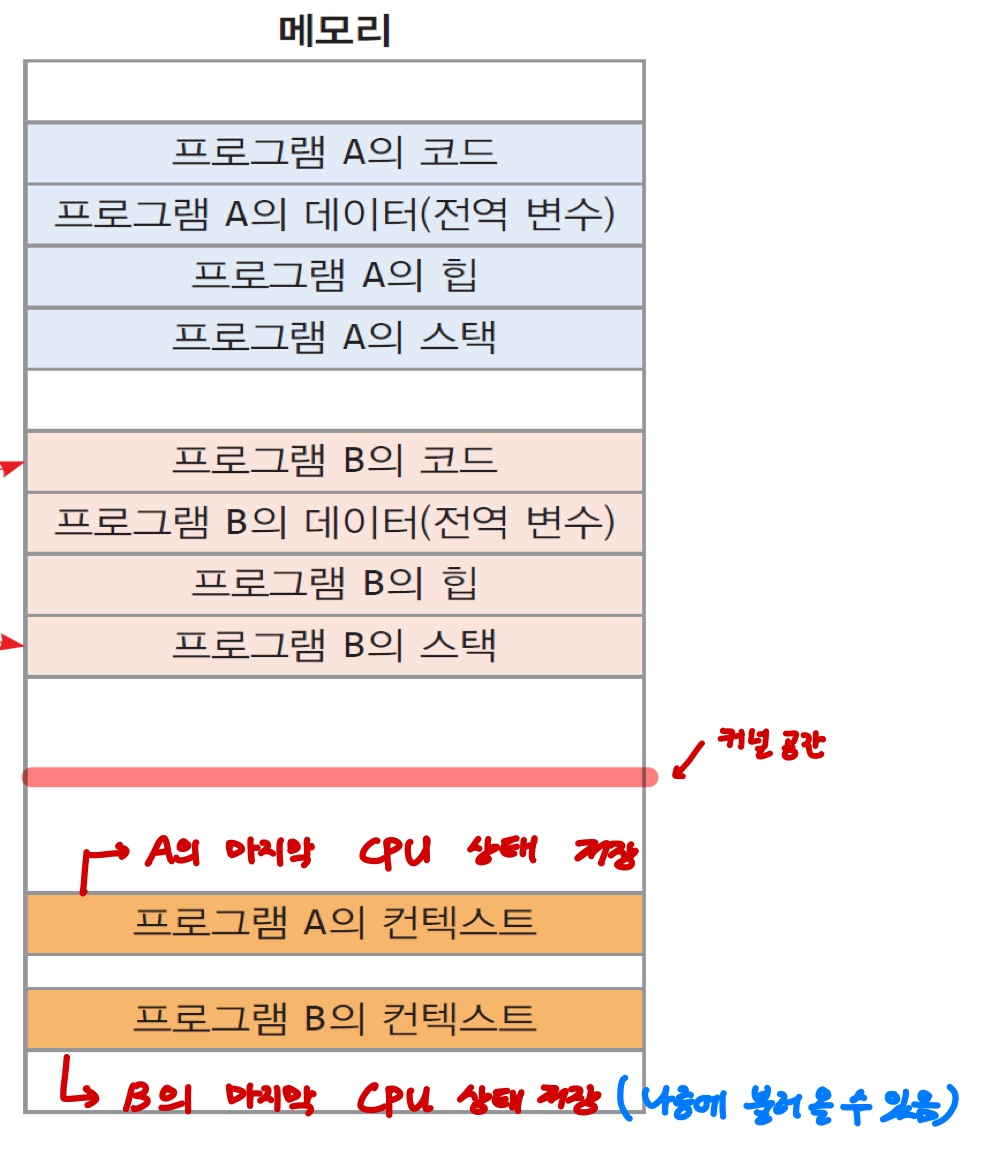 메모리
프로그램 A의 코드
프로그램 A의 데이터(전역 변수)
프로그램 A의 힙
프로그램 A의 스택
프로그램 B의 코드
프로그램 B의 데이터(전역 변수)
프로그램 B의 힙
프로그램 B의 스택
커널 공간
A의 마지막 CPU 상태 저장
프로그램 A의 컨텍스트
프로그램 B의 컨텍스트
B의 마지막 CPU 상태 저장 (나중에 불러 올 수 있음)